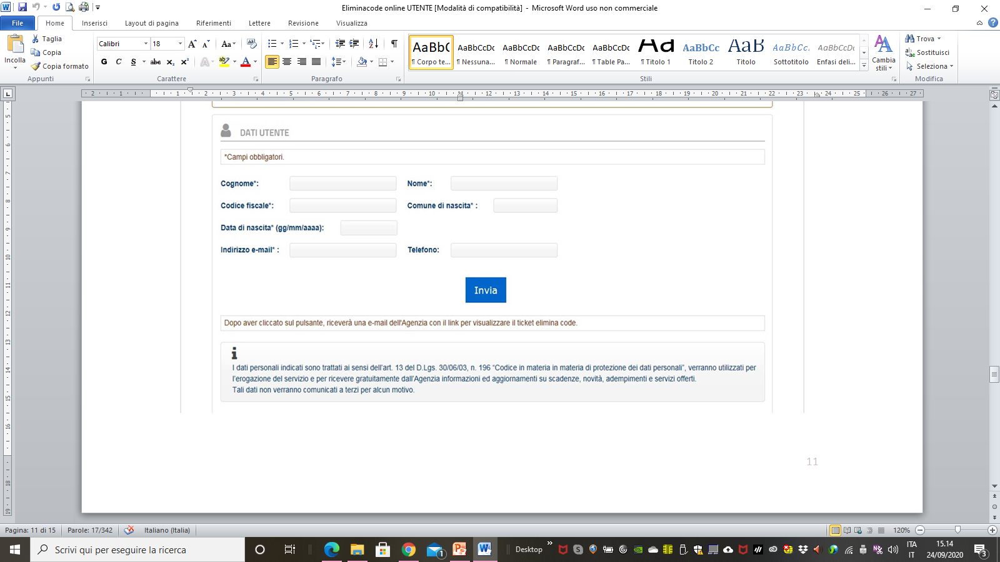 Eliminacode online UTENTE [Modalità di compatibilità] - Microsoft Word uso non commerciale
File Home Inserisci Layout di pagina Riferimenti Lettere Revisione Visualizza
Incolla
Taglia
Copia
Copia formato
Appunti
Calibri 18
Carattere
Paragrafo
AaBbC AaBbCcDc AaBbCcDc AaBbCcDc AaBbCcDc Aa AaBbCc AaB AaBbCc. AaBbCcDc
¶ Corpo te... ¶ Nessuna... ¶ Normale ¶ Paragraf... ¶ Table Pa... ¶ Titolo 1 Titolo 2 Titolo Sottotitolo Enfasi deli...
Stili
Cambia stili
Trova
Sostituisci
Seleziona
Modifica
DATI UTENTE
*Campi obbligatori.
Cognome*: Nome*:
Codice fiscale*: Comune di nascita* :
Data di nascita* (gg/mm/aaaa):
Indirizzo e-mail* : Telefono:
Invia
Dopo aver cliccato sul pulsante, riceverà una e-mail dell'Agenzia con il link per visualizzare il ticket elimina code.
I dati personali indicati sono trattati ai sensi dell'art. 13 del D.Lgs. 30/06/03, n. 196 "Codice in materia in materia di protezione dei dati personali", verranno utilizzati per
l'erogazione del servizio e per ricevere gratuitamente dall'Agenzia informazioni ed aggiornamenti su scadenze, novità, adempimenti e servizi offerti.
Tali dati non verranno comunicati a terzi per alcun motivo.
11
Pagina: 11 di 15 Parole: 17/342 Italiano (Italia) 120%
Scrivi qui per eseguire la ricerca
Desktop
ITA
IT
15.14
24/09/2020